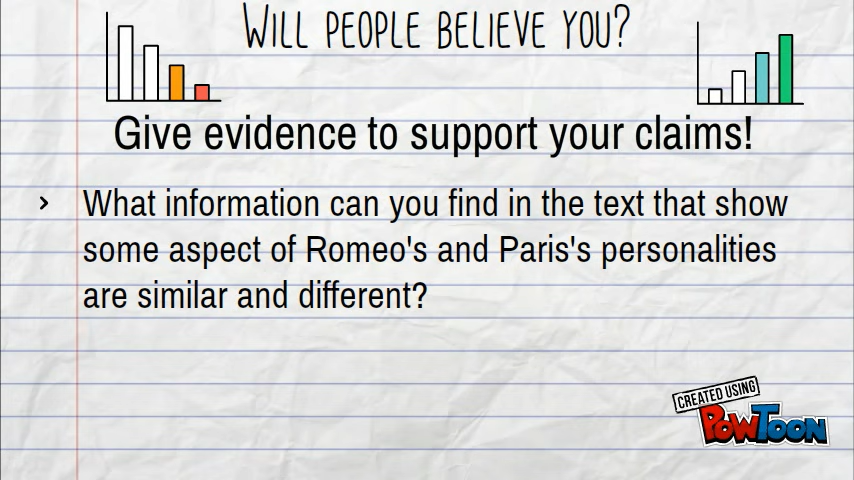 WILL PEOPLE BELIEVE YOU?
Give evidence to support your claims!
› What information can you find in the text that show
some aspect of Romeo's and Paris's personalities
are similar and different?
CREATED USING
POWTOON